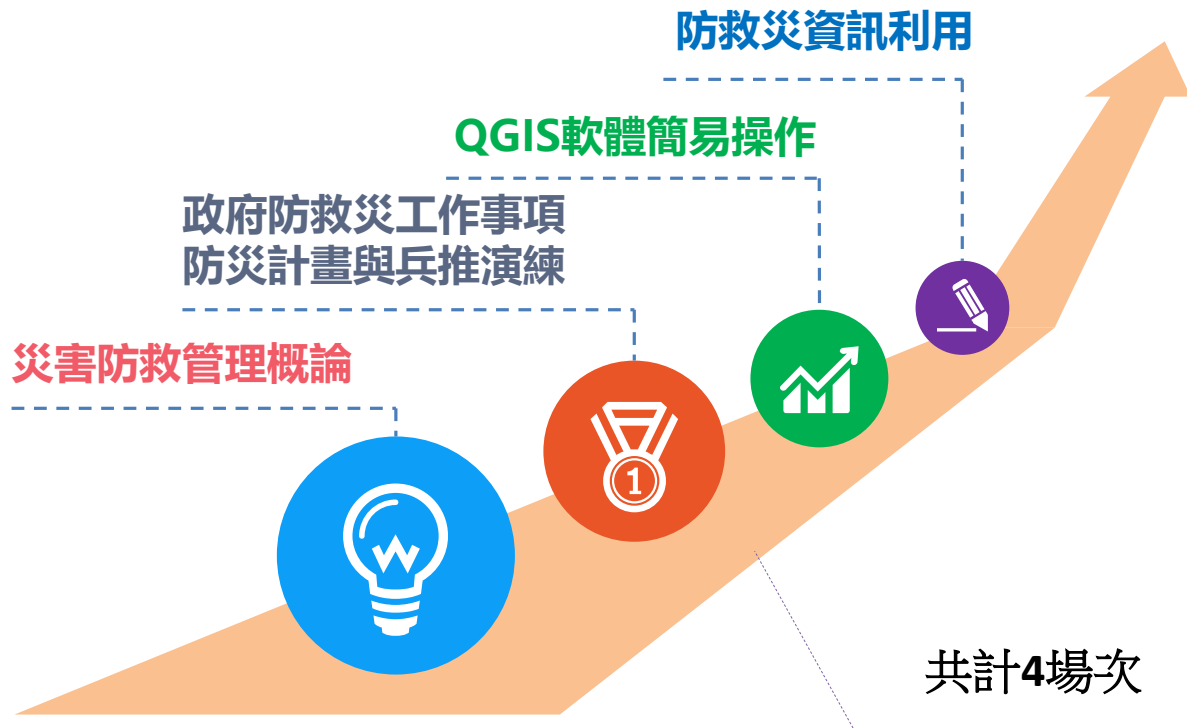 防救災資訊利用
QGIS軟體簡易操作
政府防救災工作事項
防災計畫與兵推演練
災害防救管理概論
1
共計4場次